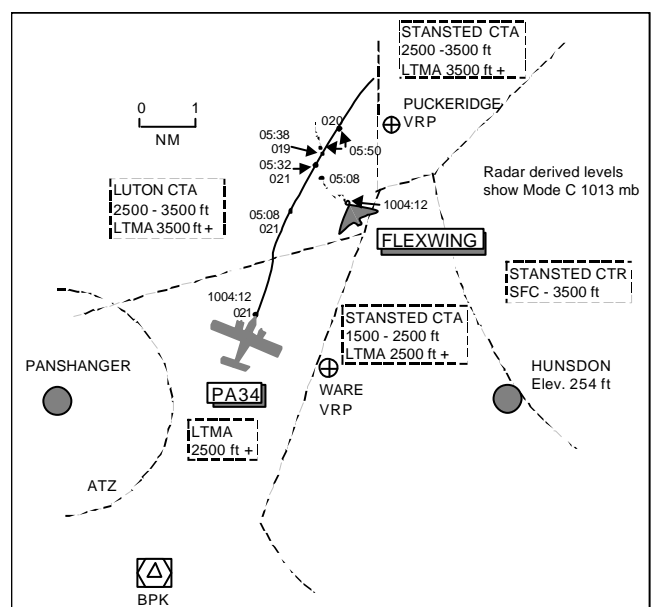 STANSTED CTA
2500 -3500 ft
LTMA 3500 ft +
PUCKERIDGE
VRP
0 1
NM
020
05:38
019
05:50
05:32
021
05:08
LUTON CTA
2500 - 3500 ft
LTMA 3500 ft +
Radar derived levels
show Mode C 1013 mb
1004:12
05:08
021
FLEXWING
STANSTED CTR
SFC - 3500 ft
1004:12
021
STANSTED CTA
1500 - 2500 ft
LTMA 2500 ft +
PANSHANGER
HUNSDON
Elev. 254 ft
WARE
VRP
PA34
LTMA
2500 ft +
ATZ
BPK